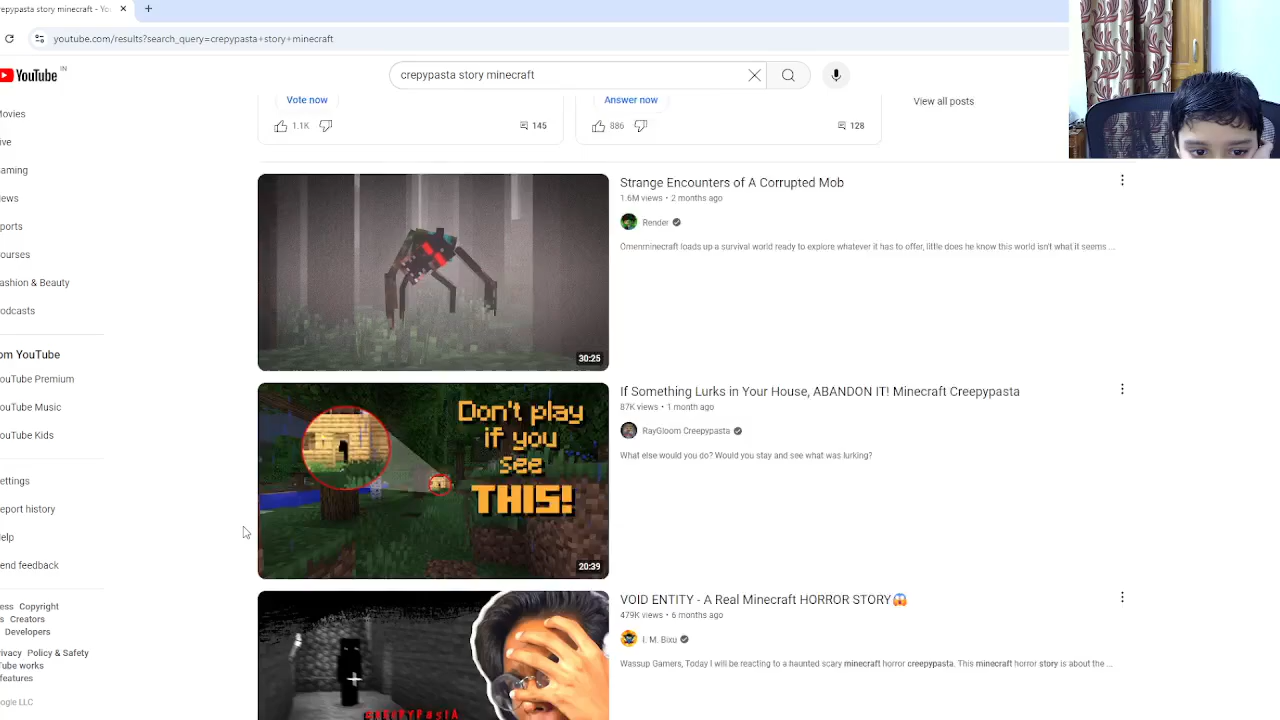 repypasta story minecraft - Yo
youtube.com/results?search_query=crepypasta+story+minecraft
YouTube IN
crepypasta story minecraft
Vote now
Answer now
View all posts
1.1K
145
886
128
ovies
ive
aming
ews
ports
ourses
ashion & Beauty
odcasts
om YouTube
ouTube Premium
ouTube Music
ouTube Kids
ettings
eport history
elp
end feedback
ess Copyright
s Creators
Developers
ivacy Policy & Safety
Tube works
features
ogle LLC
Strange Encounters of A Corrupted Mob
1.6M views • 2 months ago
Render
Omenminecraft loads up a survival world ready to explore whatever it has to offer, little does he know this world isn't what it seems ...
30:25
Don't play
if you
see
THIS!
20:39
If Something Lurks in Your House, ABANDON IT! Minecraft Creepypasta
87K views • 1 month ago
RayGloom Creepypasta
What else would you do? Would you stay and see what was lurking?
VOID ENTITY - A Real Minecraft HORROR STORY😱
479K views • 6 months ago
I. M. Bixu
Wassup Gamers, Today I will be reacting to a haunted scary minecraft horror creepypasta. This minecraft horror story is about the ...